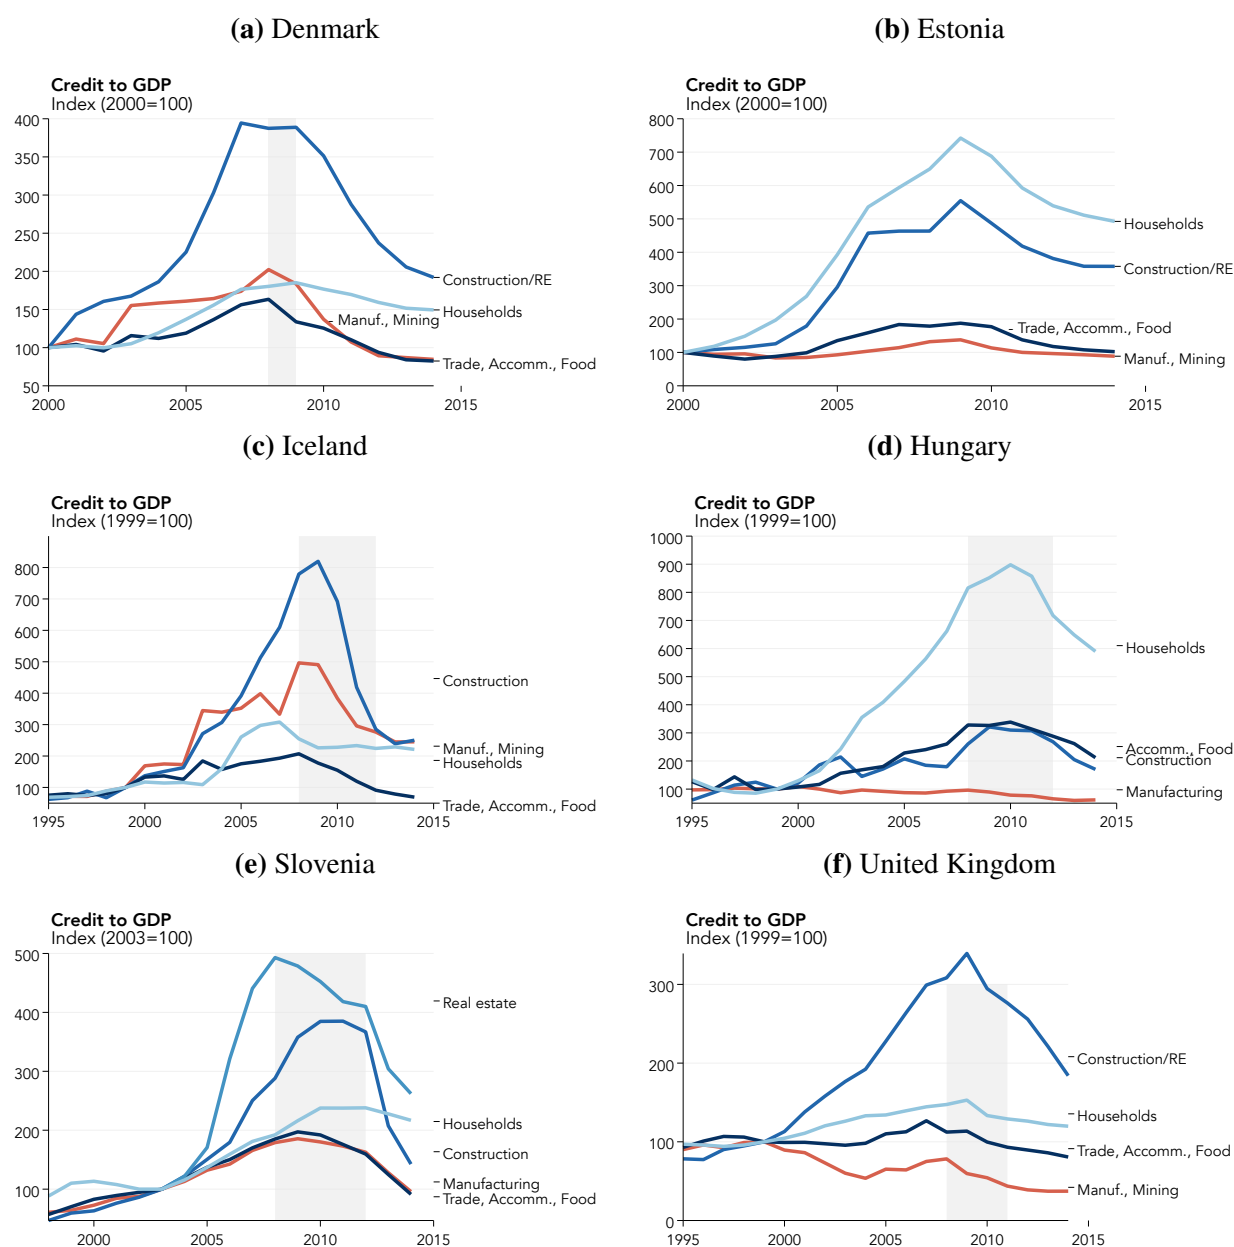 (a) Denmark
Credit to GDP
Index (2000=100)
400
350
300
250
200
150
100
50
Construction/RE
Households
Manuf., Mining
Trade, Accomm., Food
2000 2005 2010 2015
(b) Estonia
Credit to GDP
Index (2000=100)
800
700
600
500
400
300
200
100
0
Households
Construction/RE
Trade, Accomm., Food
Manuf., Mining
2000 2005 2010 2015
(c) Iceland
Credit to GDP
Index (1999=100)
800
700
600
500
400
300
200
100
Construction
Manuf., Mining
Households
Trade, Accomm., Food
1995 2000 2005 2010 2015
(d) Hungary
Credit to GDP
Index (1999=100)
1000
900
800
700
600
500
400
300
200
100
Households
Accomm., Food
Construction
Manufacturing
1995 2000 2005 2010 2015
(e) Slovenia
Credit to GDP
Index (2003=100)
500
400
300
200
100
Real estate
Households
Construction
Manufacturing
Trade, Accomm., Food
2000 2005 2010 2015
(f) United Kingdom
Credit to GDP
Index (1999=100)
300
200
100
0
Construction/RE
Households
Trade, Accomm., Food
Manuf., Mining
1995 2000 2005 2010 2015